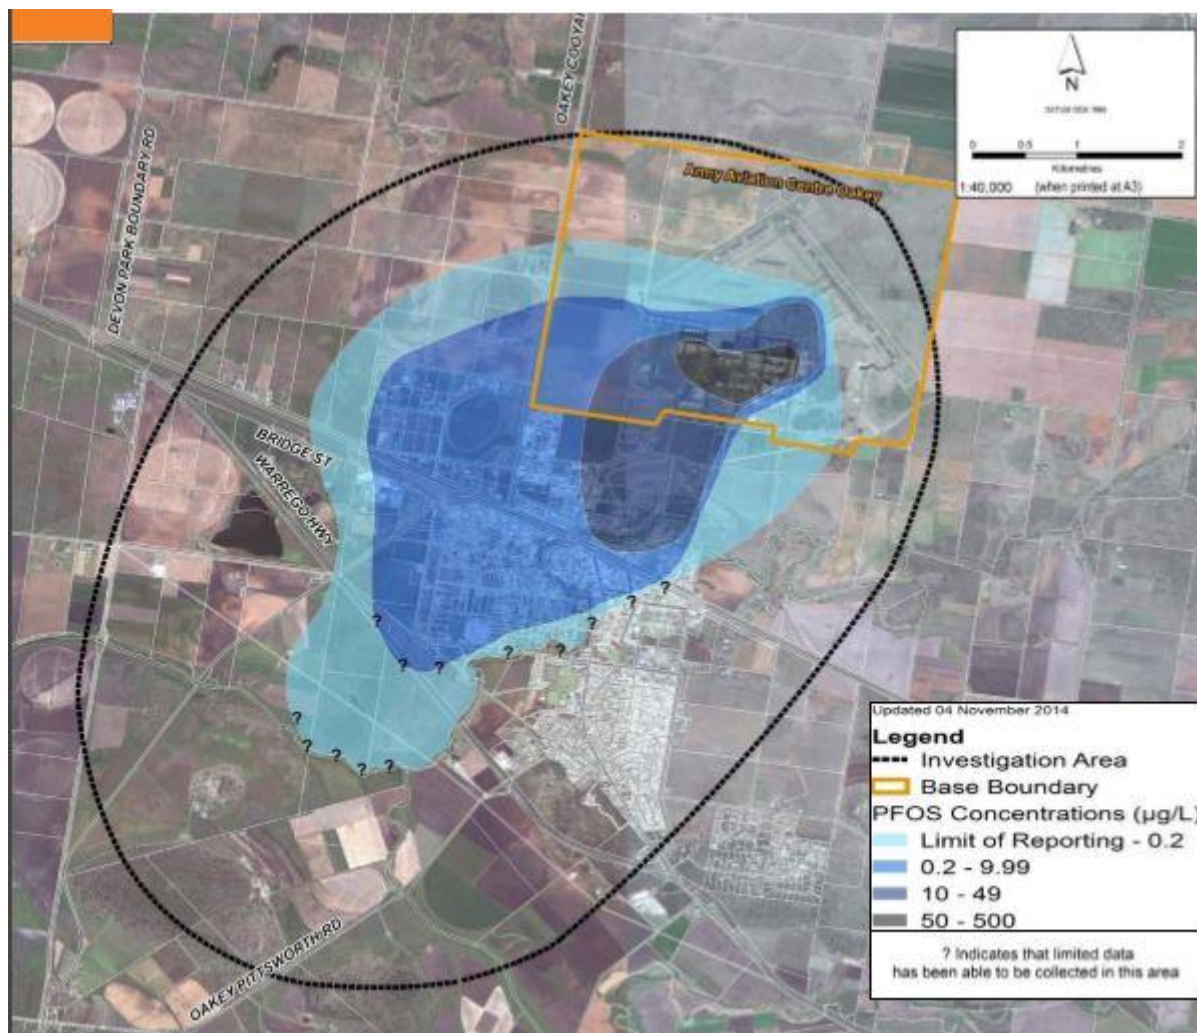 OAKEY COOYA
N
0 0.5 1 2
Kilometres
1:40,000 (when printed at A3)
Army Aviation Centre Oakey
DEVON PARK BOUNDARY RD
BRIDGE ST
WARREGO HWY
? ? ? ? ? ? ? ?
? ? ? ? ?
OAKEY PITTSWORTH RD
Updated 04 November 2014
Legend
Investigation Area
Base Boundary
PFOS Concentrations (µg/L)
Limit of Reporting - 0.2
0.2 - 9.99
10 - 49
50 - 500
? Indicates that limited data
has been able to be collected in this area